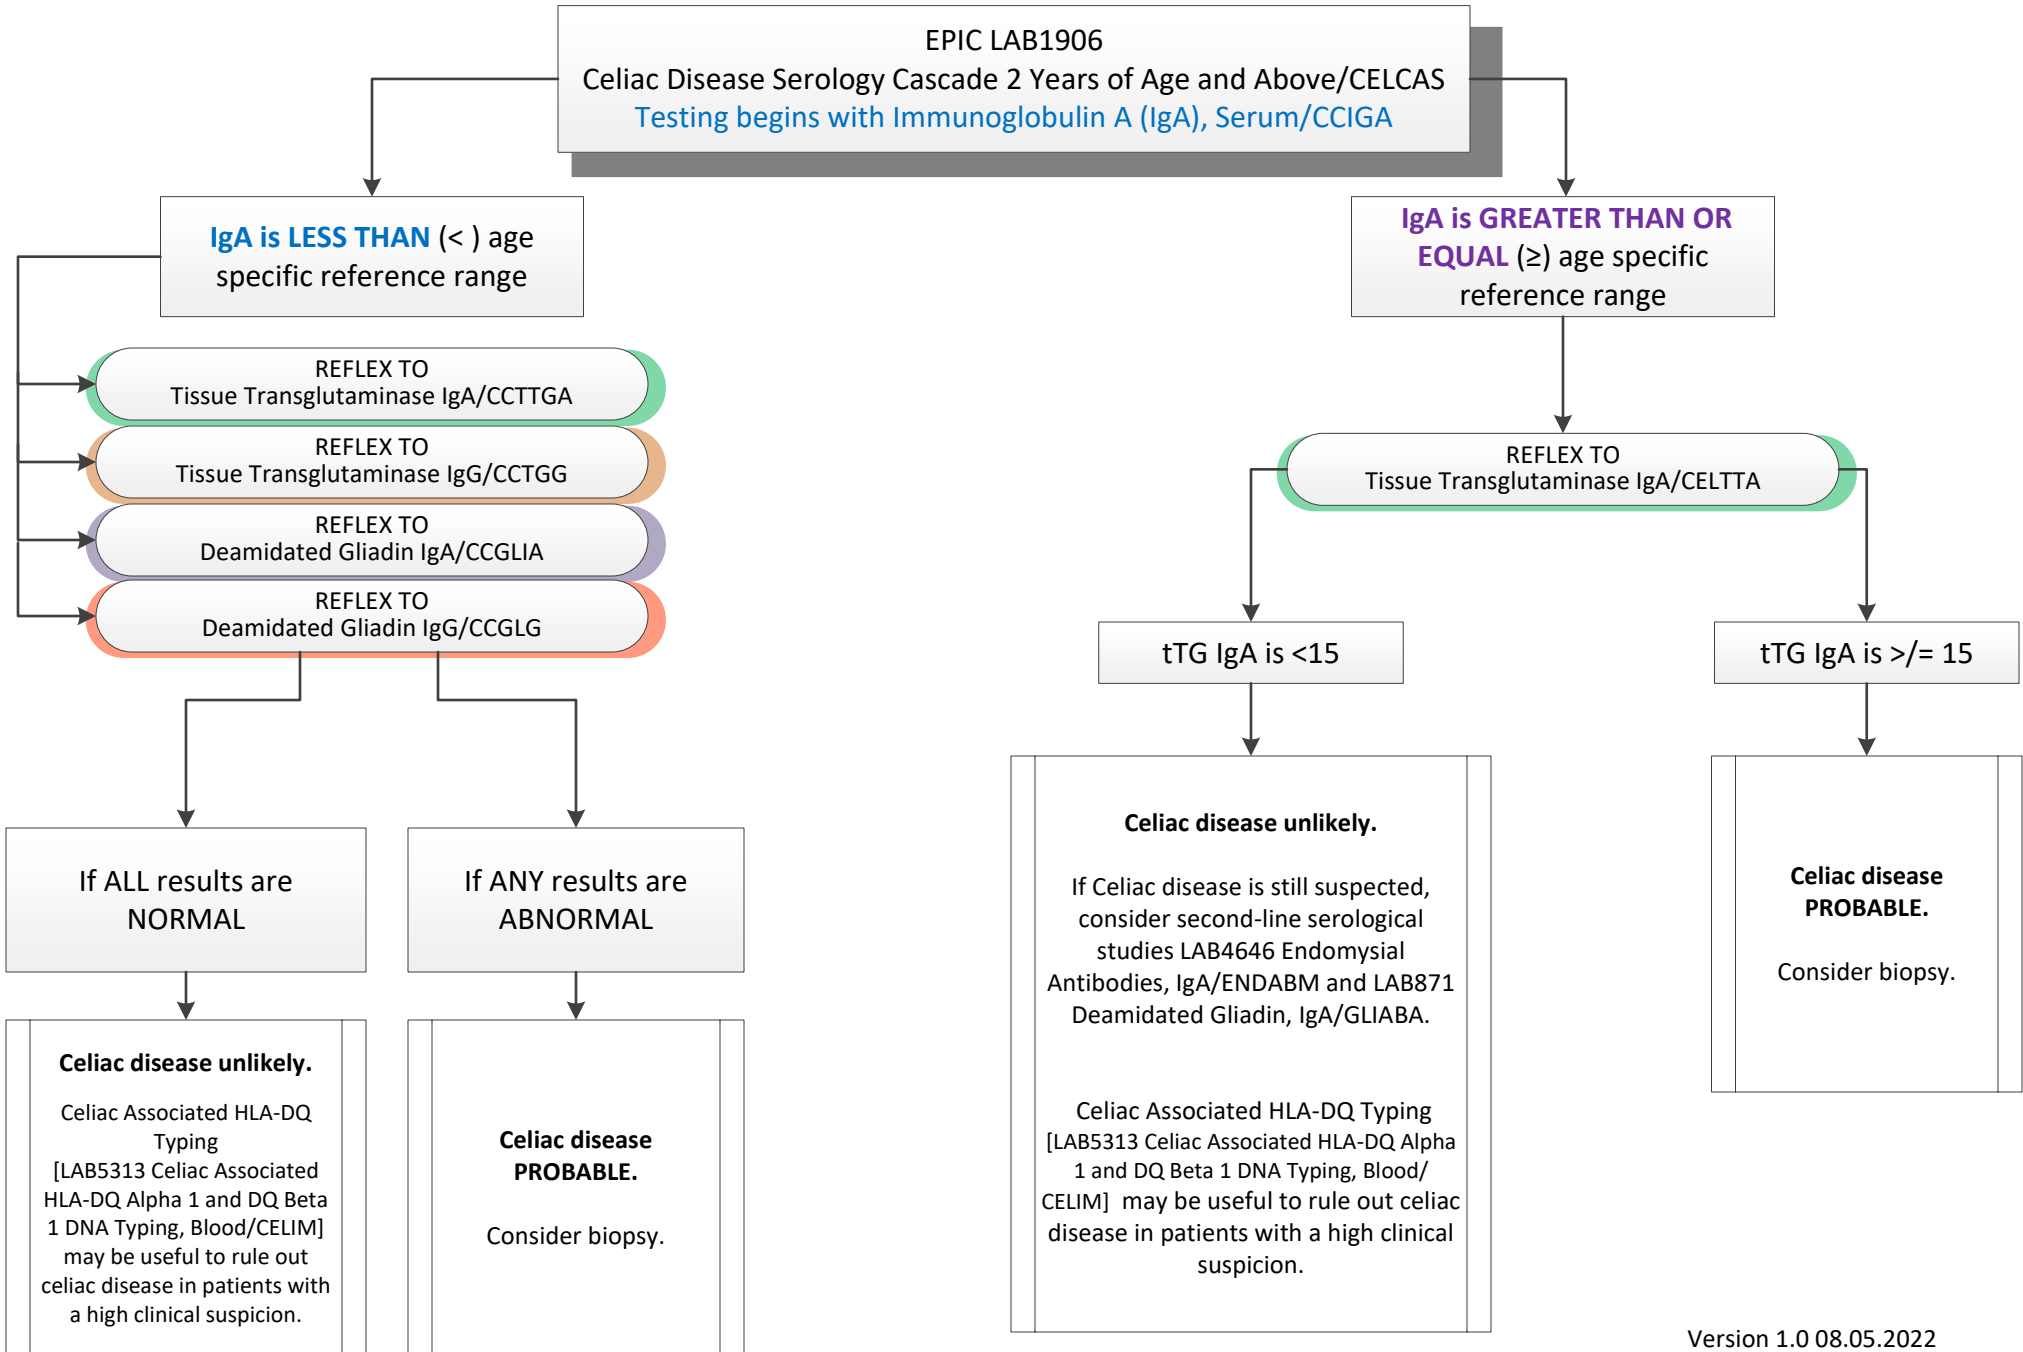 EPIC LAB1906
Celiac Disease Serology Cascade 2 Years of Age and Above/CELCAS
Testing begins with Immunoglobulin A (IgA), Serum/CCIGA
IgA is LESS THAN (< ) age
specific reference range
IgA is GREATER THAN OR
EQUAL (≥) age specific
reference range
REFLEX TO
Tissue Transglutaminase IgA/CCTTGA
REFLEX TO
Tissue Transglutaminase IgG/CCTGG
REFLEX TO
Deamidated Gliadin IgA/CCGLIA
REFLEX TO
Deamidated Gliadin IgG/CCGLG
REFLEX TO
Tissue Transglutaminase IgA/CELTTA
tTG IgA is <15
tTG IgA is >/= 15
If ALL results are
NORMAL
If ANY results are
ABNORMAL
Celiac disease unlikely.
Celiac Associated HLA-DQ
Typing
[LAB5313 Celiac Associated
HLA-DQ Alpha 1 and DQ Beta
1 DNA Typing, Blood/CELIM]
may be useful to rule out
celiac disease in patients with
a high clinical suspicion.
Celiac disease
PROBABLE.
Consider biopsy.
Celiac disease unlikely.
If Celiac disease is still suspected,
consider second-line serological
studies LAB4646 Endomysial
Antibodies, IgA/ENDABM and LAB871
Deamidated Gliadin, IgA/GLIABA.
Celiac Associated HLA-DQ Typing
[LAB5313 Celiac Associated HLA-DQ Alpha
1 and DQ Beta 1 DNA Typing, Blood/
CELIM]  may be useful to rule out celiac
disease in patients with a high clinical
suspicion.
Celiac disease
PROBABLE.
Consider biopsy.
Version 1.0 08.05.2022